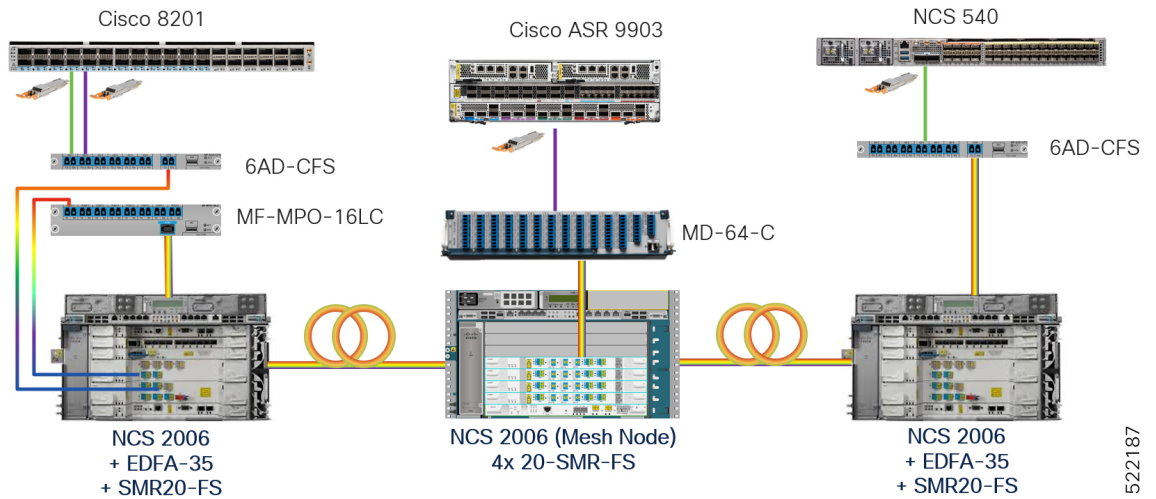 Cisco 8201
Cisco ASR 9903
NCS 540
6AD-CFS
6AD-CFS
MF-MPO-16LC
MD-64-C
NCS 2006
+ EDFA-35
+ SMR20-FS
NCS 2006 (Mesh Node)
4x 20-SMR-FS
NCS 2006
+ EDFA-35
+ SMR20-FS
522187